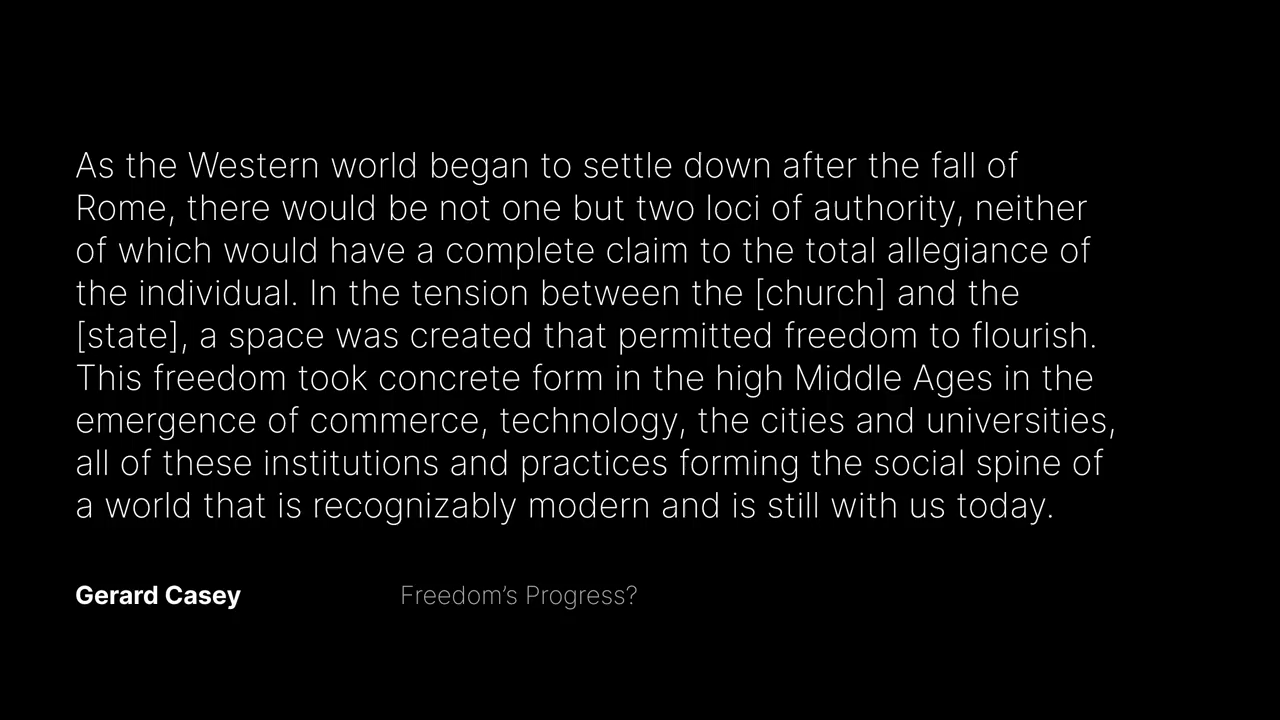 As the Western world began to settle down after the fall of
Rome, there would be not one but two loci of authority, neither
of which would have a complete claim to the total allegiance of
the individual. In the tension between the [church] and the
[state], a space was created that permitted freedom to flourish.
This freedom took concrete form in the high Middle Ages in the
emergence of commerce, technology, the cities and universities,
all of these institutions and practices forming the social spine of
a world that is recognizably modern and is still with us today.
Gerard Casey
Freedom’s Progress?